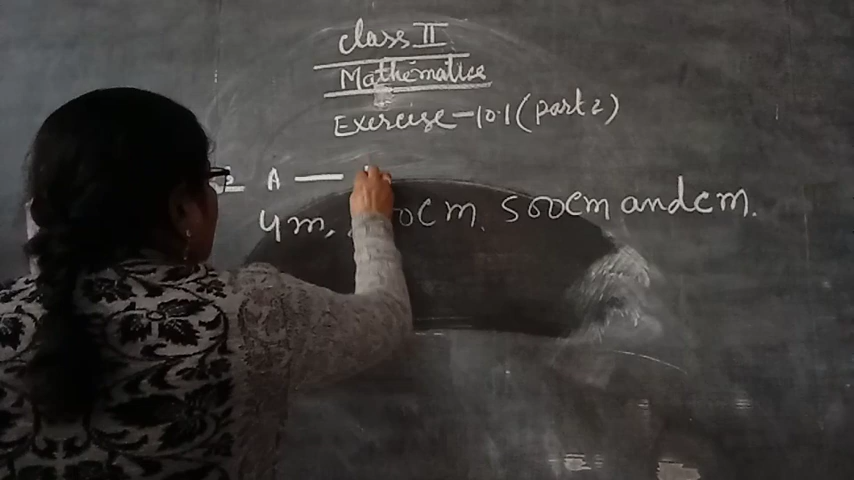 Class II
Mathematics
Exercise - 10.1 (part 2)
A —
4m, 00cm, 500cm and cm.